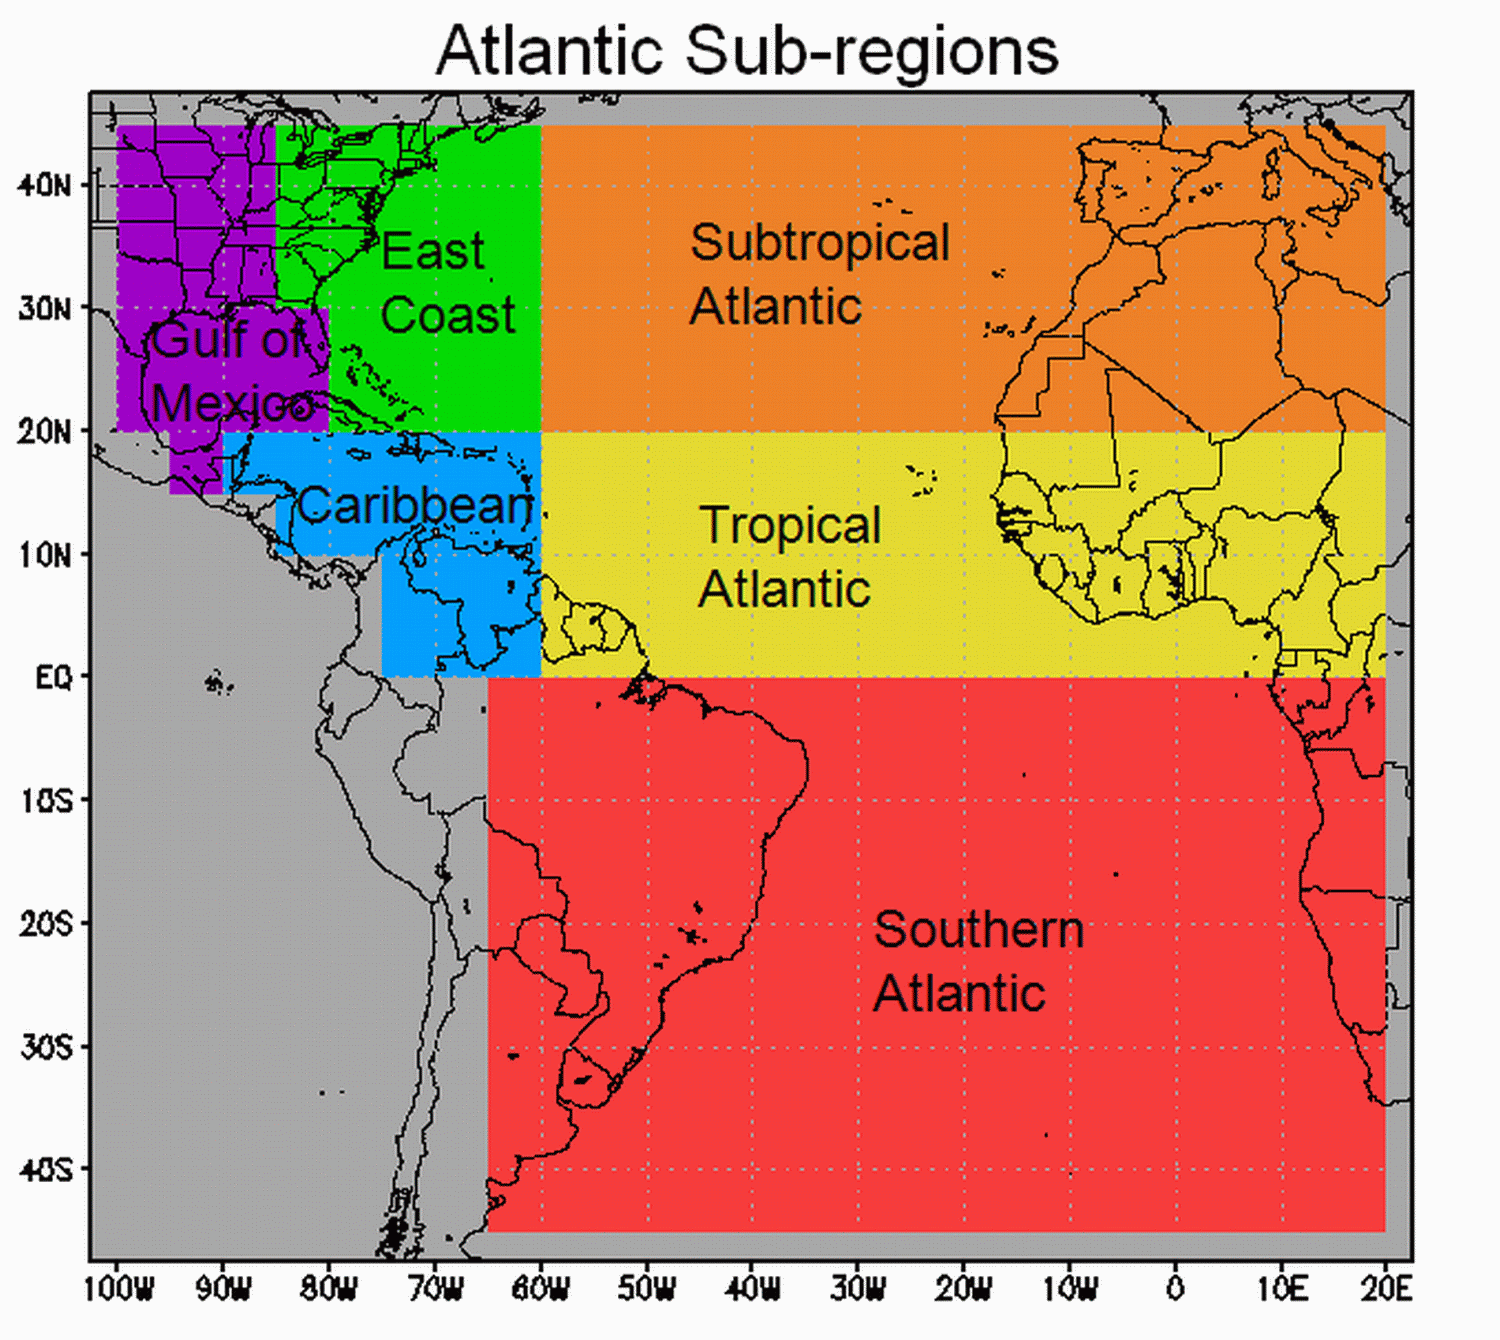 Atlantic Sub-regions
40N
30N
20N
10N
EQ
10S
20S
30S
40S
East
Coast
Subtropical
Atlantic
Gulf of
Mexico
Caribbean
Tropical
Atlantic
Southern
Atlantic
100W 90W 80W 70W 60W 50W 40W 30W 20W 10W 0 10E 20E